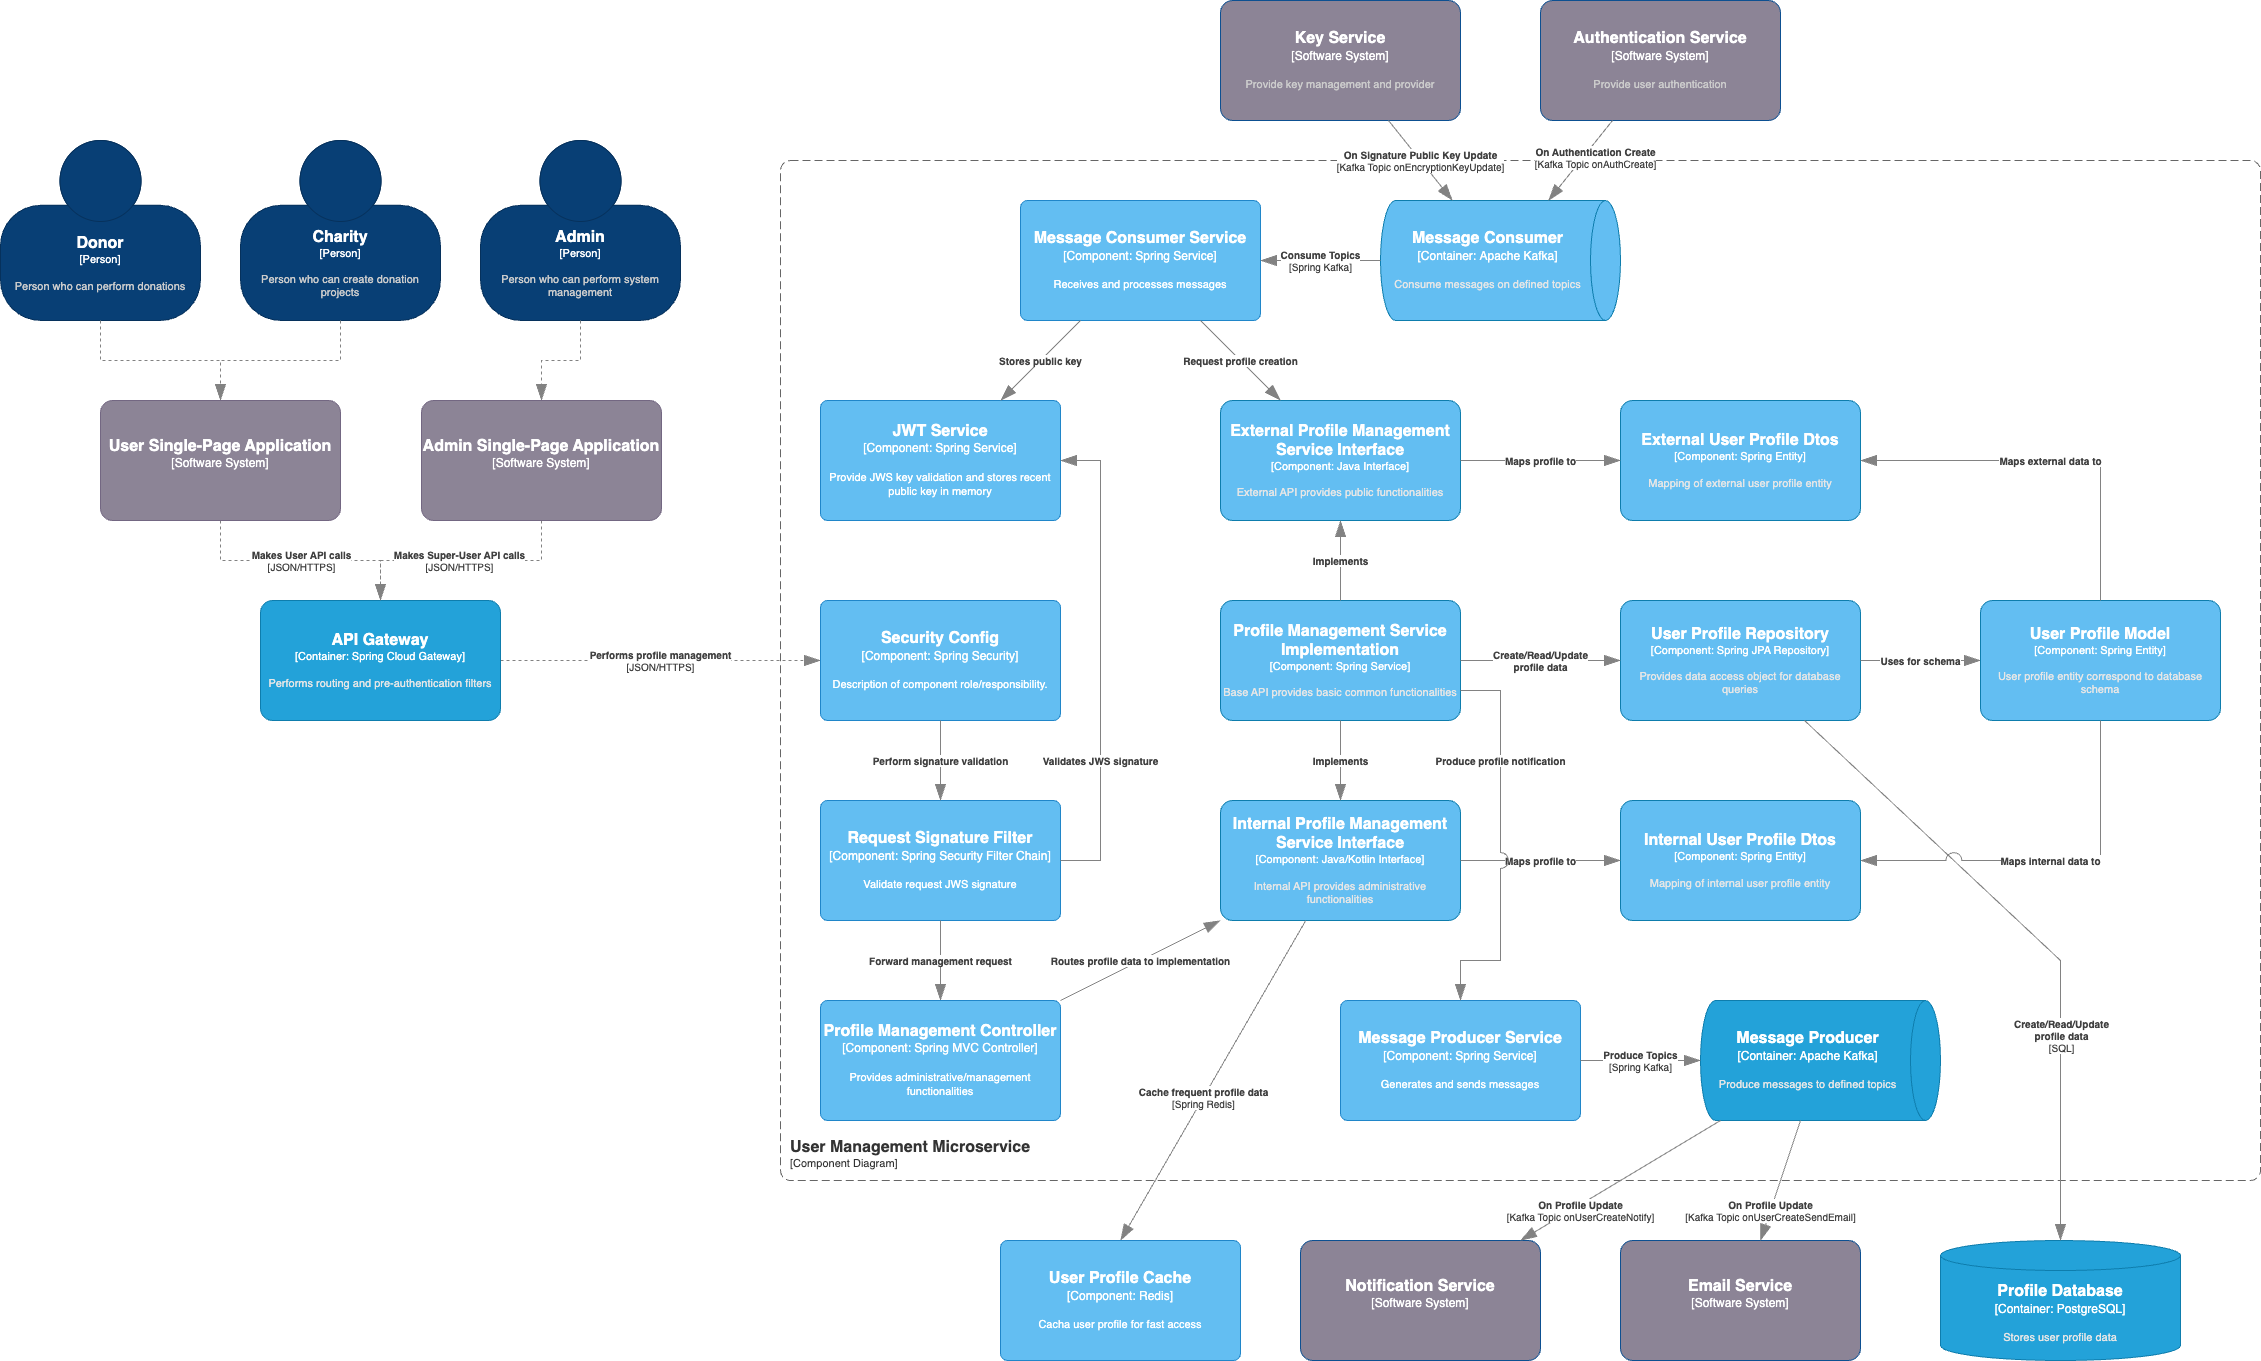 Key Service
[Software System]
Provide key management and provider
Authentication Service
[Software System]
Provide user authentication
On Signature Public Key Update
[Kafka Topic onEncryptionKeyUpdate]
On Authentication Create
[Kafka Topic onAuthCreate]
Donor
[Person]
Person who can perform donations
Charity
[Person]
Person who can create donation
projects
Admin
[Person]
Person who can perform system
management
Message Consumer Service
[Component: Spring Service]
Receives and processes messages
Consume Topics
[Spring Kafka]
Message Consumer
[Container: Apache Kafka]
Consume messages on defined topics
Stores public key
Request profile creation
User Single-Page Application
[Software System]
Admin Single-Page Application
[Software System]
JWT Service
[Component: Spring Service]
Provide JWS key validation and stores recent
public key in memory
External Profile Management
Service Interface
[Component: Java Interface]
External API provides public functionalities
Maps profile to
External User Profile Dtos
[Component: Spring Entity]
Mapping of external user profile entity
Maps external data to
Makes User API calls
[JSON/HTTPS]
Makes Super-User API calls
[JSON/HTTPS]
Implements
API Gateway
[Container: Spring Cloud Gateway]
Performs routing and pre-authentication filters
Performs profile management
[JSON/HTTPS]
Security Config
[Component: Spring Security]
Description of component role/responsibility.
Profile Management Service
Implementation
[Component: Spring Service]
Base API provides basic common functionalities
Create/Read/Update
profile data
User Profile Repository
[Component: Spring JPA Repository]
Provides data access object for database
queries
Uses for schema
User Profile Model
[Component: Spring Entity]
User profile entity correspond to database
schema
Perform signature validation
Validates JWS signature
Implements
Produce profile notification
Request Signature Filter
[Component: Spring Security Filter Chain]
Validate request JWS signature
Internal Profile Management
Service Interface
[Component: Java/Kotlin Interface]
Internal API provides administrative
functionalities
Maps profile to
Internal User Profile Dtos
[Component: Spring Entity]
Mapping of internal user profile entity
Maps internal data to
Forward management request
Routes profile data to implementation
Profile Management Controller
[Component: Spring MVC Controller]
Provides administrative/management
functionalities
Message Producer Service
[Component: Spring Service]
Generates and sends messages
Produce Topics
[Spring Kafka]
Message Producer
[Container: Apache Kafka]
Produce messages to defined topics
Create/Read/Update
profile data
[SQL]
Cache frequent profile data
[Spring Redis]
User Management Microservice
[Component Diagram]
On Profile Update
[Kafka Topic onUserCreateNotify]
On Profile Update
[Kafka Topic onUserCreateSendEmail]
User Profile Cache
[Component: Redis]
Cacha user profile for fast access
Notification Service
[Software System]
Email Service
[Software System]
Profile Database
[Container: PostgreSQL]
Stores user profile data